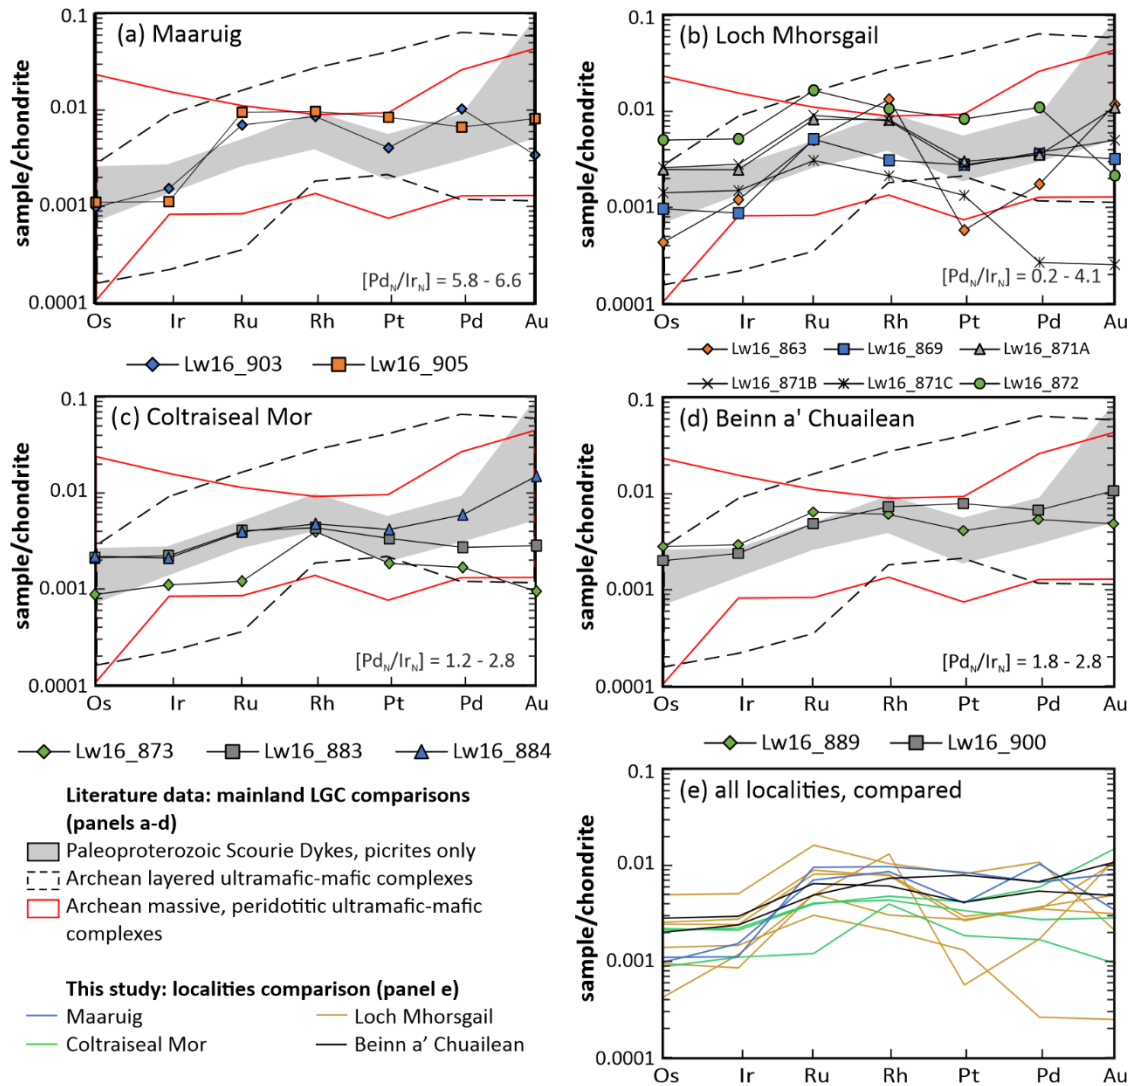 (a) Maaruig
sample/chondrite
0.1
0.01
0.001
0.0001
[PdN/IrN] = 5.8 - 6.6
Os Ir Ru Rh Pt Pd Au
Lw16_903 Lw16_905
(b) Loch Mhorsgail
sample/chondrite
0.1
0.01
0.001
0.0001
[PdN/IrN] = 0.2 - 4.1
Os Ir Ru Rh Pt Pd Au
Lw16_863 Lw16_869 Lw16_871A
Lw16_871B Lw16_871C Lw16_872
(c) Coltraiseal Mor
sample/chondrite
0.1
0.01
0.001
0.0001
[PdN/IrN] = 1.2 - 2.8
Os Ir Ru Rh Pt Pd Au
Lw16_873 Lw16_883 Lw16_884
(d) Beinn a' Chuailean
sample/chondrite
0.1
0.01
0.001
0.0001
[PdN/IrN] = 1.8 - 2.8
Os Ir Ru Rh Pt Pd Au
Lw16_889 Lw16_900
Literature data: mainland LGC comparisons
(panels a-d)
Paleoproterozoic Scourie Dykes, picrites only
Archean layered ultramafic-mafic complexes
Archean massive, peridotitic ultramafic-mafic
complexes
This study: localities comparison (panel e)
Maaruig Loch Mhorsgail
Coltraiseal Mor Beinn a' Chuailean
(e) all localities, compared
sample/chondrite
0.1
0.01
0.001
0.0001
Os Ir Ru Rh Pt Pd Au